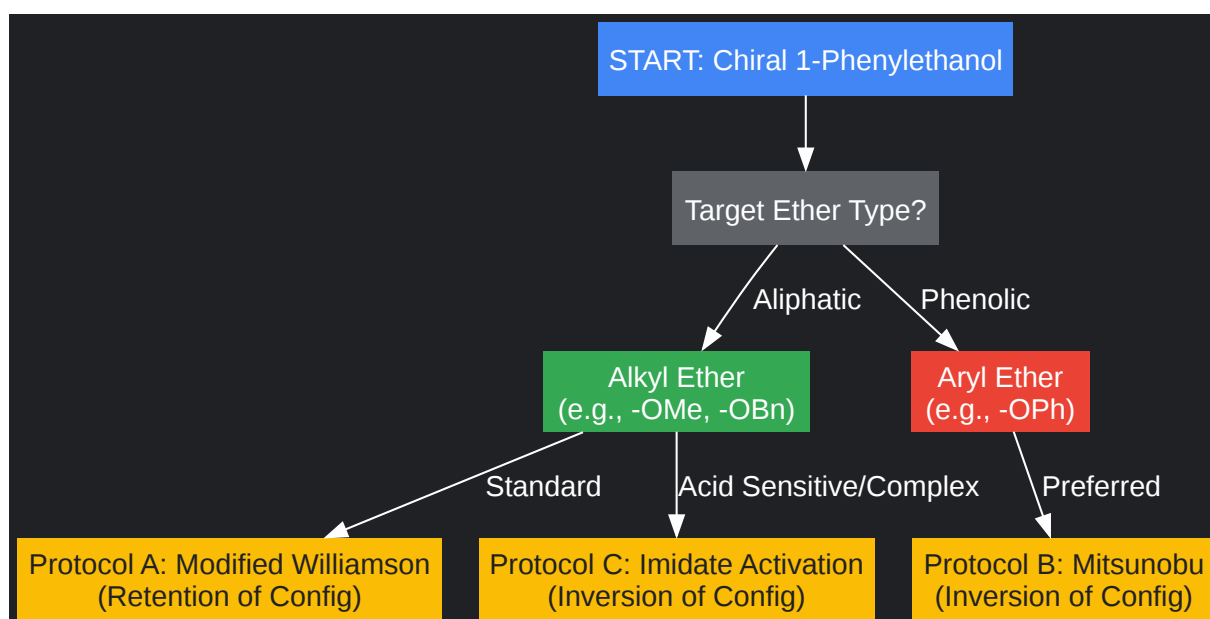 START: Chiral 1-Phenylethanol
Target Ether Type?
Aliphatic
Phenolic
Alkyl Ether
(e.g., -OMe, -OBn)
Aryl Ether
(e.g., -OPh)
Standard
Acid Sensitive/Complex
Preferred
Protocol A: Modified Williamson
(Retention of Config)
Protocol C: Imidate Activation
(Inversion of Config)
Protocol B: Mitsunobu
(Inversion of Config)